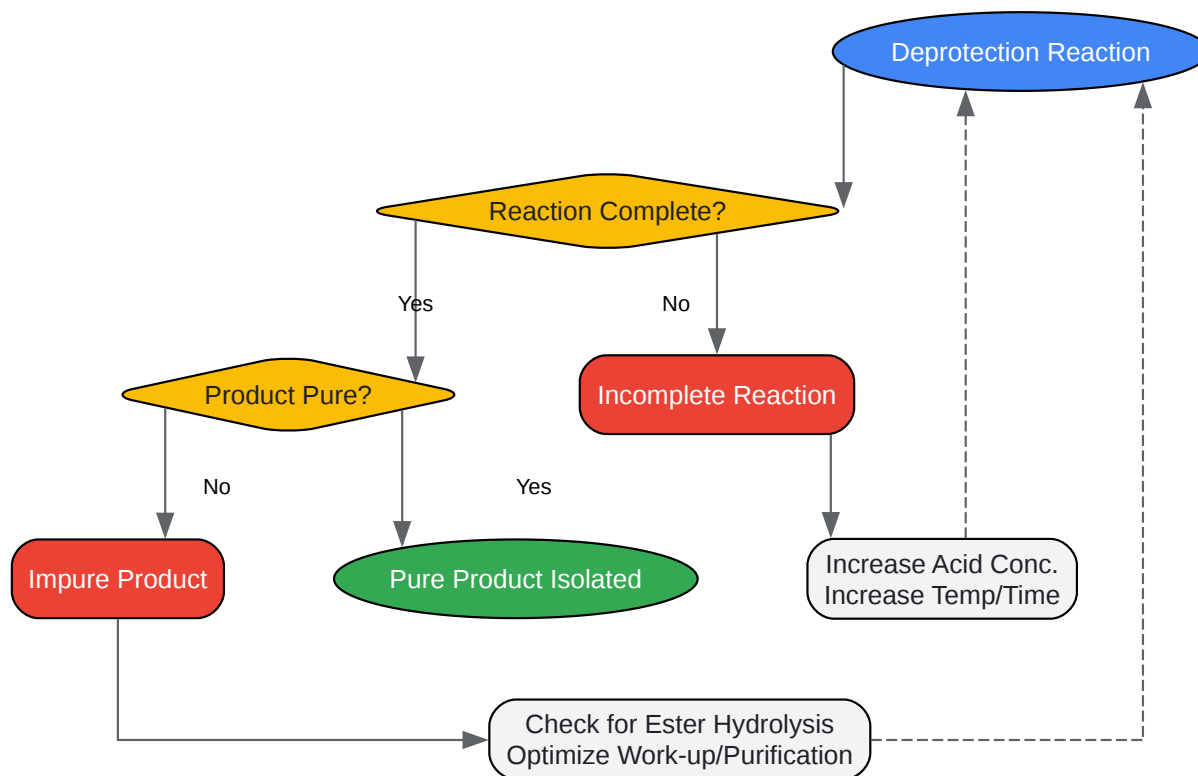 Deprotection Reaction
Reaction Complete?
Yes
No
Product Pure?
Incomplete Reaction
No
Yes
Impure Product
Pure Product Isolated
Increase Acid Conc.
Increase Temp/Time
Check for Ester Hydrolysis
Optimize Work-up/Purification